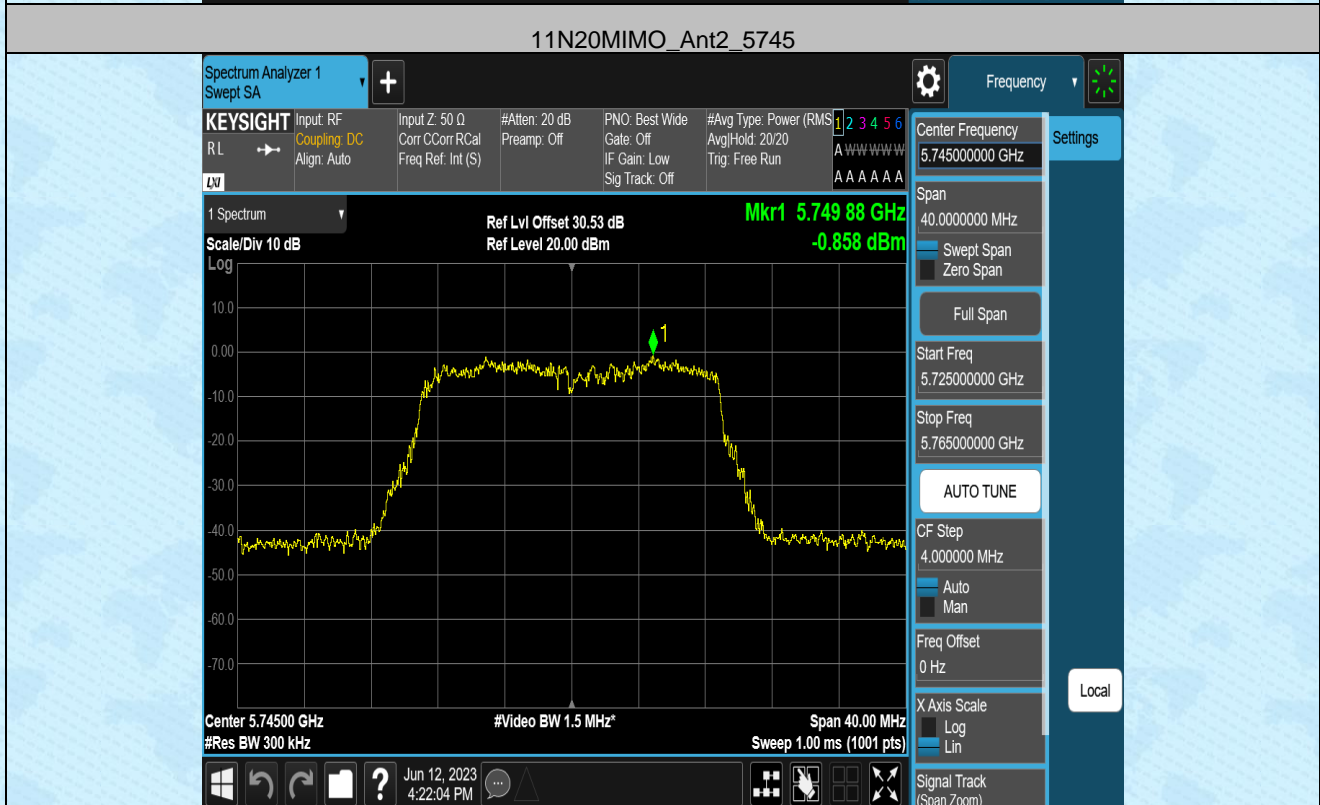 11N20MIMO_Ant2_5745
Spectrum Analyzer 1
Swept SA
Frequency
KEYSIGHT
RL
LXI
Input: RF
Coupling: DC
Align: Auto
Input Z: 50 Ω
Corr CCorr RCal
Freq Ref: Int (S)
#Atten: 20 dB
Preamp: Off
PNO: Best Wide
Gate: Off
IF Gain: Low
Sig Track: Off
#Avg Type: Power (RMS
Avg|Hold: 20/20
Trig: Free Run
1 2 3 4 5 6
A W W W W W
A A A A A A
1 Spectrum
Scale/Div 10 dB
Log
Ref Lvl Offset 30.53 dB
Ref Level 20.00 dBm
Mkr1 5.749 88 GHz
-0.858 dBm
10.0
0.00
-10.0
-20.0
-30.0
-40.0
-50.0
-60.0
-70.0
1
Center 5.74500 GHz
#Res BW 300 kHz
#Video BW 1.5 MHz*
Span 40.00 MHz
Sweep 1.00 ms (1001 pts)
Center Frequency
5.745000000 GHz
Span
40.0000000 MHz
Swept Span
Zero Span
Full Span
Start Freq
5.725000000 GHz
Stop Freq
5.765000000 GHz
AUTO TUNE
CF Step
4.000000 MHz
Auto
Man
Freq Offset
0 Hz
X Axis Scale
Log
Lin
Signal Track
(Span Zoom)
Settings
Local
?
Jun 12, 2023
4:22:04 PM